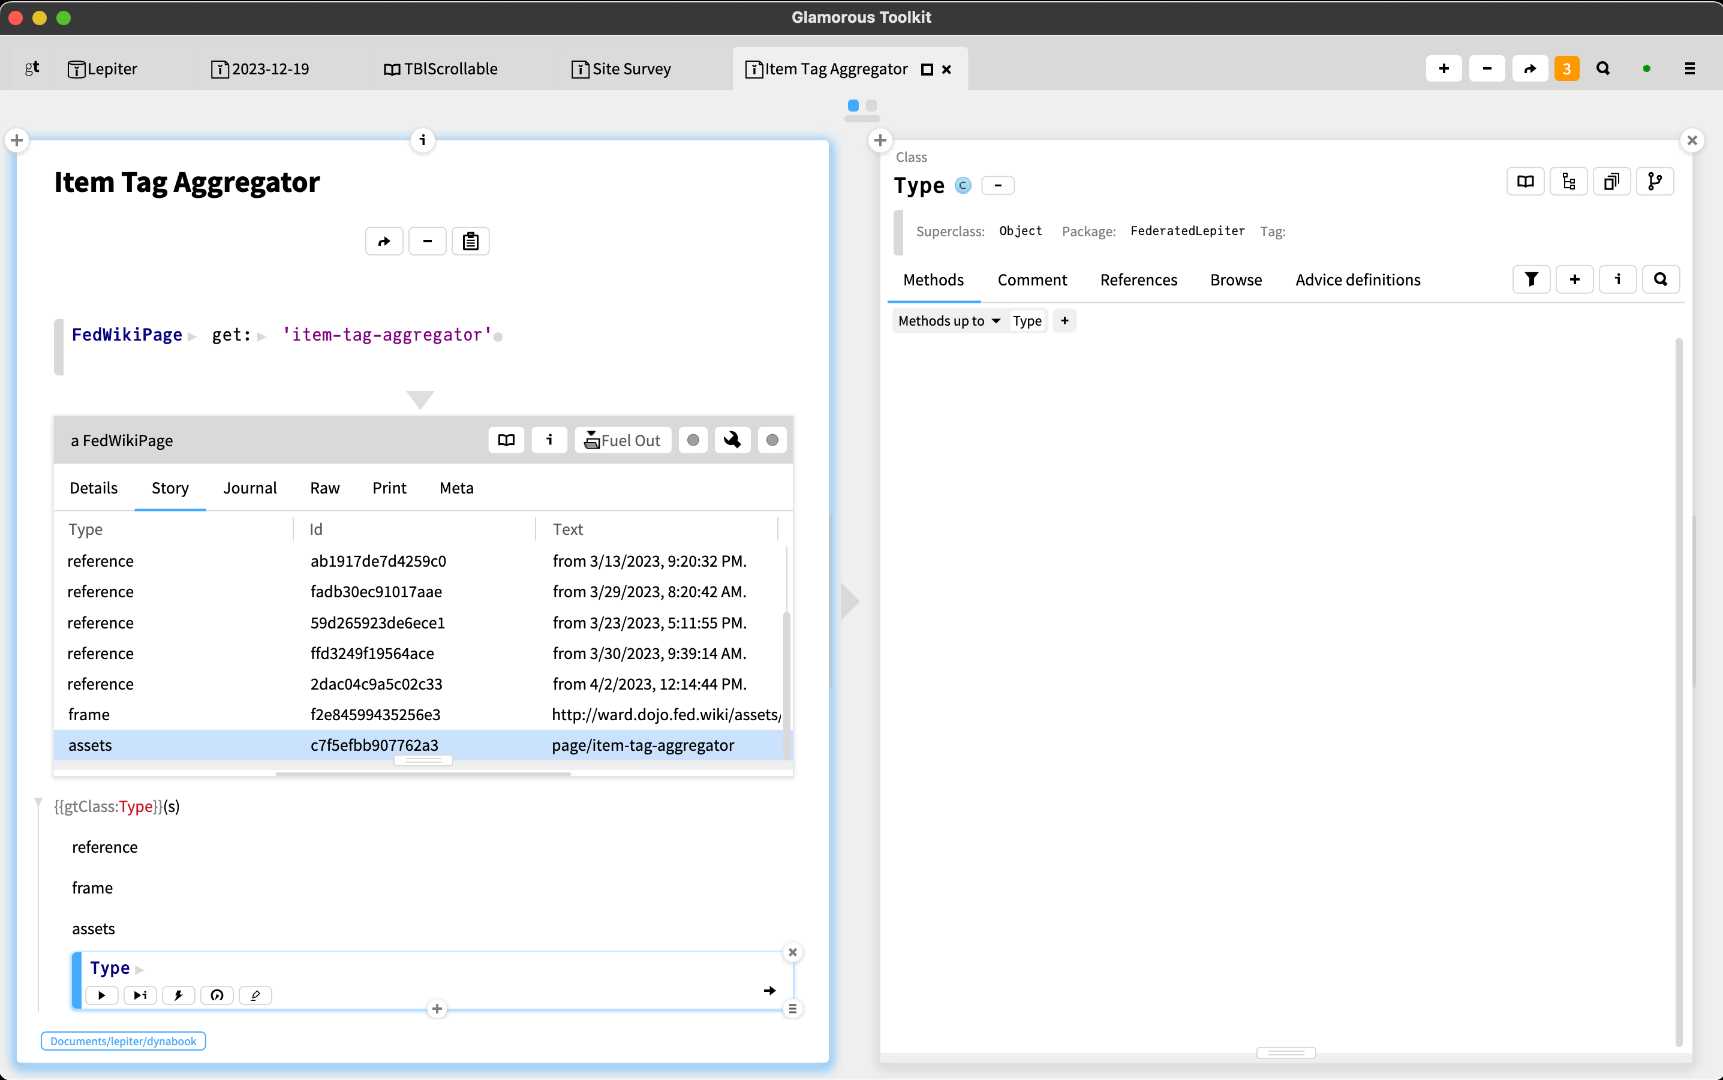 Glamorous Toolkit
gt
Lepiter
2023-12-19
TBlScrollable
Site Survey
Item Tag Aggregator
3
Item Tag Aggregator
FedWikiPage get: 'item-tag-aggregator'
a FedWikiPage
Fuel Out
Details Story Journal Raw Print Meta
Type Id Text
reference ab1917de7d4259c0 from 3/13/2023, 9:20:32 PM.
reference fadb30ec91017aae from 3/29/2023, 8:20:42 AM.
reference 59d265923de6ece1 from 3/23/2023, 5:11:55 PM.
reference ffd3249f19564ace from 3/30/2023, 9:39:14 AM.
reference 2dac04c9a5c02c33 from 4/2/2023, 12:14:44 PM.
frame f2e84599435256e3 http://ward.dojo.fed.wiki/assets/
assets c7f5efbb907762a3 page/item-tag-aggregator
{{gtClass:Type}}(s)
reference
frame
assets
Type
Documents/lepiter/dynabook
Class
Type C
Superclass: Object Package: FederatedLepiter Tag:
Methods Comment References Browse Advice definitions
Methods up to Type